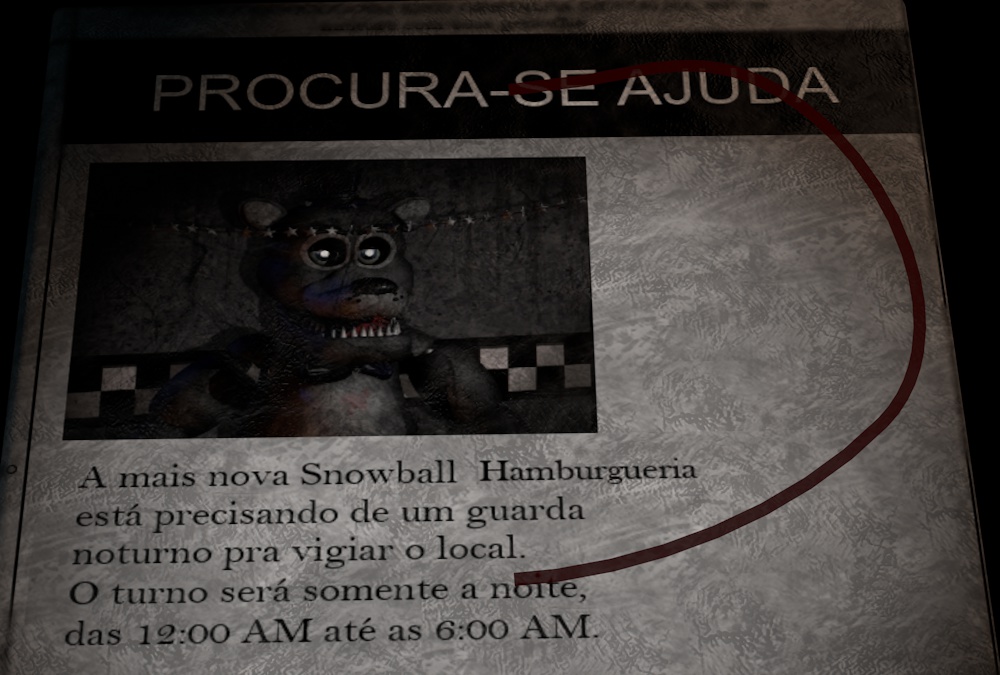 PROCURA-SE AJUDA
A mais nova Snowball Hamburgueria
está precisando de um guarda
noturno pra vigiar o local.
O turno será somente a noite,
das 12:00 AM até as 6:00 AM.